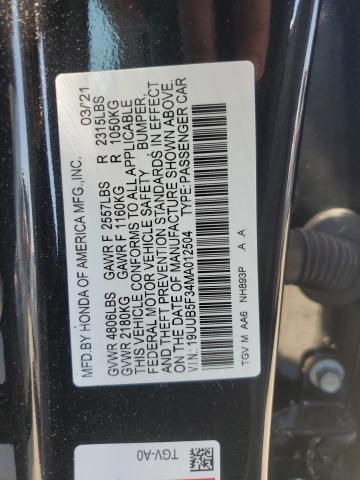 MFD.BY HONDA OF AMERICA MFG.,INC. 03/21
GVWR 4806LBS GAWR F 2557LBS R 2315LBS
GVWR 2180KG GAWR F 1160KG R 1050KG
THIS VEHICLE CONFORMS TO ALL APPLICABLE
FEDERAL MOTOR VEHICLE SAFETY , BUMPER,
& THEFT PREVENTION STANDARDS IN EFFECT
ON THE DATE OF MANUFACTURE SHOWN ABOVE.
V.I.N.:19UUB5F34MA012504 TYPE:PASSENGER CAR
TGV M AA6 NH893P A A
TGV-A0